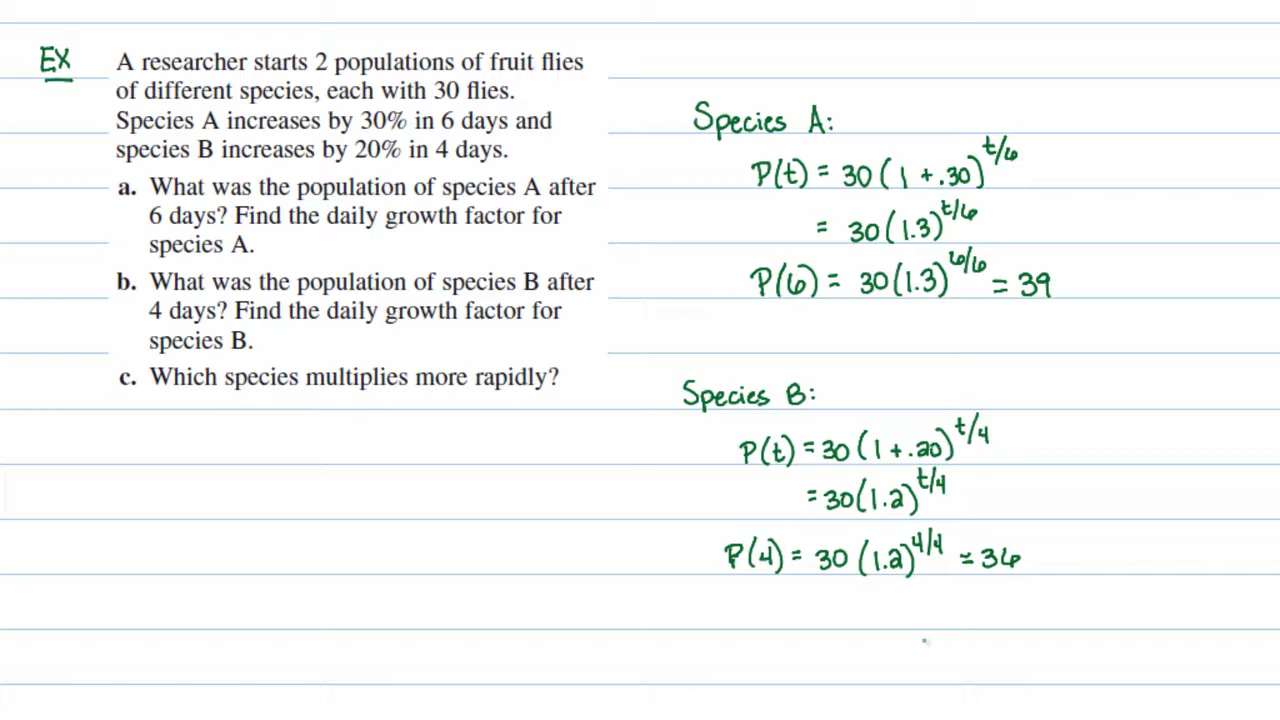 EX
A researcher starts 2 populations of fruit flies
of different species, each with 30 flies.
Species A increases by 30% in 6 days and
species B increases by 20% in 4 days.
a. What was the population of species A after
6 days? Find the daily growth factor for
species A.
b. What was the population of species B after
4 days? Find the daily growth factor for
species B.
c. Which species multiplies more rapidly?
Species A:
P(t) = 30(1 + .30)^{t/6}
= 30(1.3)^{t/6}
P(6) = 30(1.3)^{6/6} = 39
Species B:
P(t) = 30(1 + .20)^{t/4}
= 30(1.2)^{t/4}
P(4) = 30(1.2)^{4/4} = 36